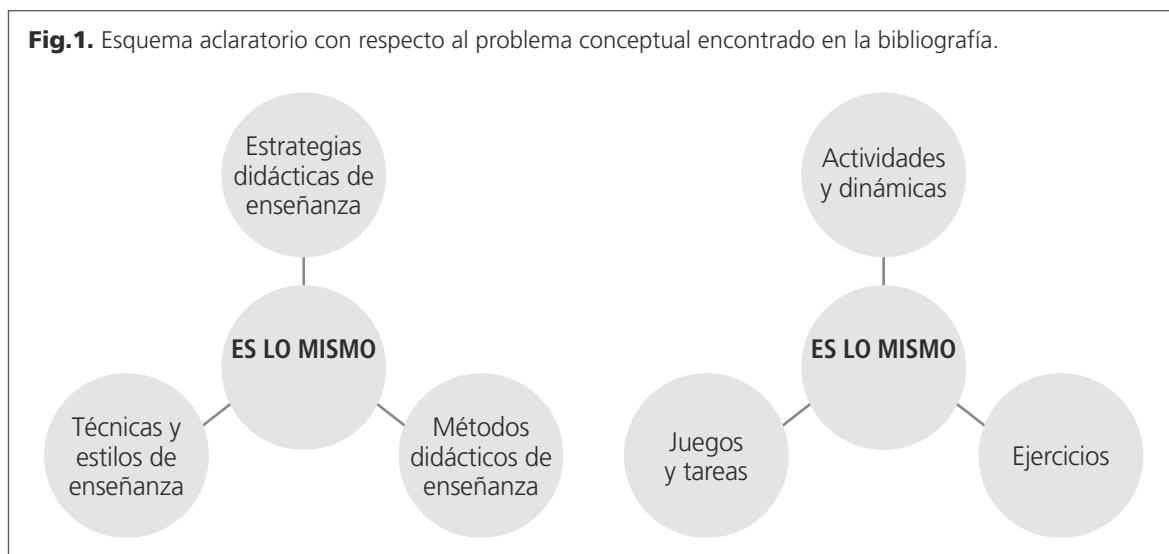 Fig.1. Esquema aclaratorio con respecto al problema conceptual encontrado en la bibliografía.
Estrategias
didácticas de
enseñanza
ES LO MISMO
Técnicas y
estilos de
enseñanza
Métodos
didácticos de
enseñanza
Actividades
y dinámicas
ES LO MISMO
Juegos
y tareas
Ejercicios